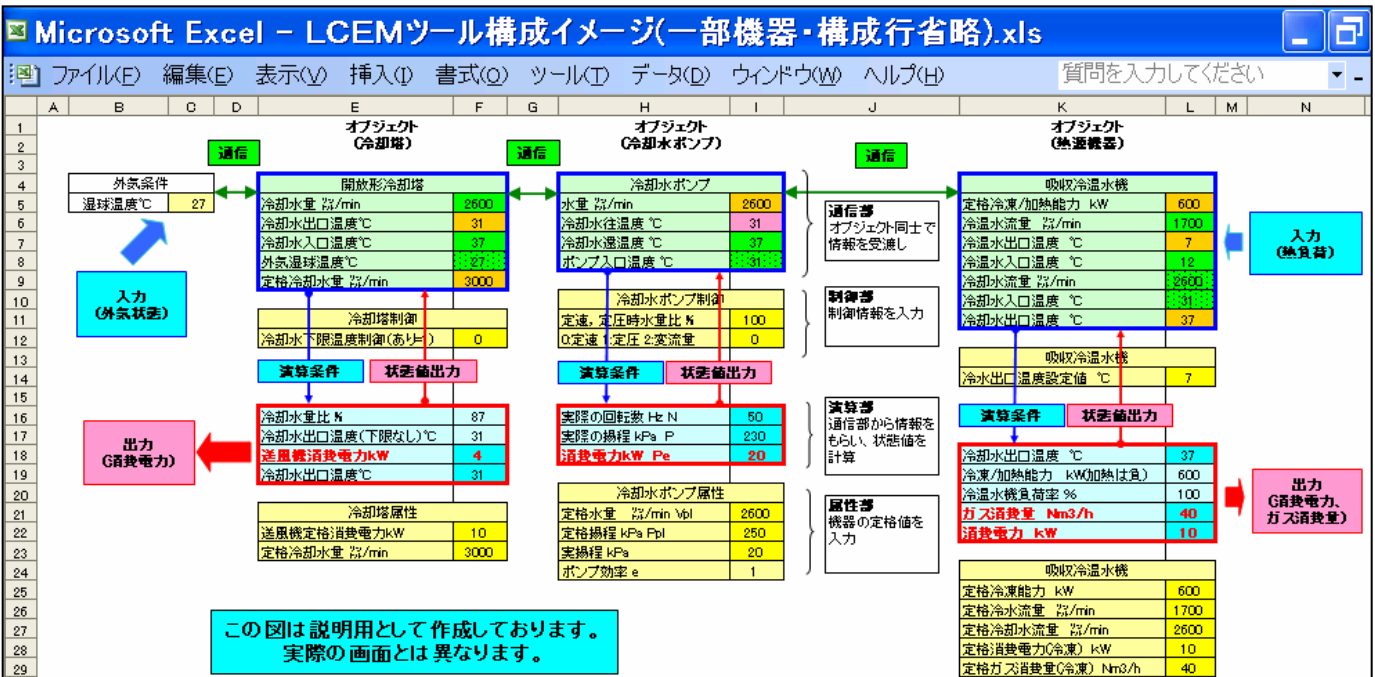 Microsoft Excel - LCEMツール構成イメージ(一部機器・構成行省略).xls
ファイル(F) 編集(E) 表示(V) 挿入(I) 書式(O) ツール(T) データ(D) ウィンドウ(W) ヘルプ(H) 質問を入力してください
A B C D E F G H I J K L M N
1 2 3 4 5 6 7 8 9 10 11 12 13 14 15 16 17 18 19 20 21 22 23 24 25 26 27 28 29
外気条件
湿球温度℃ 27
入力
(外気状態)
通信
オブジェクト
(冷却塔)
開放形冷却塔
冷却水量 ㍑/min 2600
冷却水出口温度℃ 31
冷却水入口温度℃ 37
外気湿球温度℃ 27
定格冷却水量 ㍑/min 3000
冷却塔制御
冷却水下限温度制御(あり=1) 0
演算条件 状態値出力
冷却水量比 % 87
冷却水出口温度(下限なし)℃ 31
送風機消費電力kW 4
冷却水出口温度℃ 31
出力
(消費電力)
冷却塔属性
送風機定格消費電力kW 10
定格冷却水量 ㍑/min 3000
通信
オブジェクト
(冷却水ポンプ)
冷却水ポンプ
水量 ㍑/min 2600
冷却水往温度 ℃ 31
冷却水還温度 ℃ 37
ポンプ入口温度 ℃ 31
冷却水ポンプ制御
定速，定圧時水量比 % 100
0:定速 1:定圧 2:変流量 0
演算条件 状態値出力
実際の回転数 Hz N 50
実際の揚程 kPa P 230
消費電力kW Pe 20
冷却水ポンプ属性
定格水量 ㍑/min Vpl 2600
定格揚程 kPa Ppl 250
実揚程 kPa 20
ポンプ効率 e 1
通信
通信部
オブジェクト同士で
情報を受渡し
制御部
制御情報を入力
演算部
通信部から情報を
もらい、状態値を
計算
属性部
機器の定格値を
入力
オブジェクト
(熱源機器)
吸収冷温水機
定格冷凍/加熱能力 kW 600
冷温水流量 ㍑/min 1700
冷温水出口温度 ℃ 7
冷温水入口温度 ℃ 12
冷却水流量 ㍑/min 2600
冷却水入口温度 ℃ 31
冷却水出口温度 ℃ 37
入力
(熱負荷)
吸収冷温水機
冷水出口温度設定値 ℃ 7
演算条件 状態値出力
冷却水出口温度 ℃ 37
冷凍/加熱能力 kW(加熱は負) 600
冷温水機負荷率 % 100
ガス消費量 Nm3/h 40
消費電力 kW 10
出力
(消費電力、
ガス消費量)
吸収冷温水機
定格冷凍能力 kW 600
定格冷水流量 ㍑/min 1700
定格冷却水流量 ㍑/min 2600
定格消費電力(冷凍) kW 10
定格ガス消費量(冷凍) Nm3/h 40
この図は説明用として作成しております。
実際の画面とは異なります。